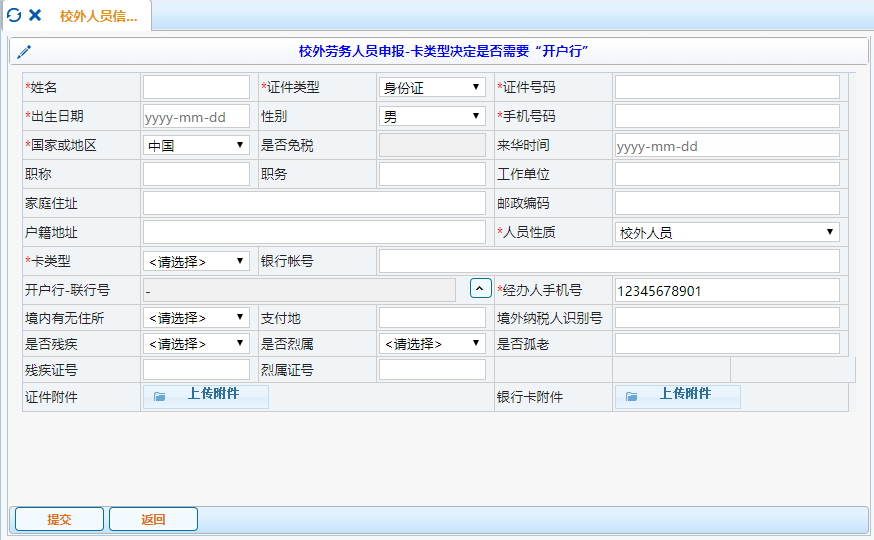 校外人员信...
校外劳务人员申报-卡类型决定是否需要“开户行”
*姓名 *证件类型 身份证 *证件号码
*出生日期 yyyy-mm-dd 性别 男 *手机号码
*国家或地区 中国 是否免税 来华时间 yyyy-mm-dd
职称 职务 工作单位
家庭住址 邮政编码
户籍地址 *人员性质 校外人员
*卡类型 <请选择> 银行帐号
开户行-联行号 - *经办人手机号 12345678901
境内有无住所 <请选择> 支付地 境外纳税人识别号
是否残疾 <请选择> 是否烈属 <请选择> 是否孤老
残疾证号 烈属证号
证件附件 上传附件 银行卡附件 上传附件
提交 返回